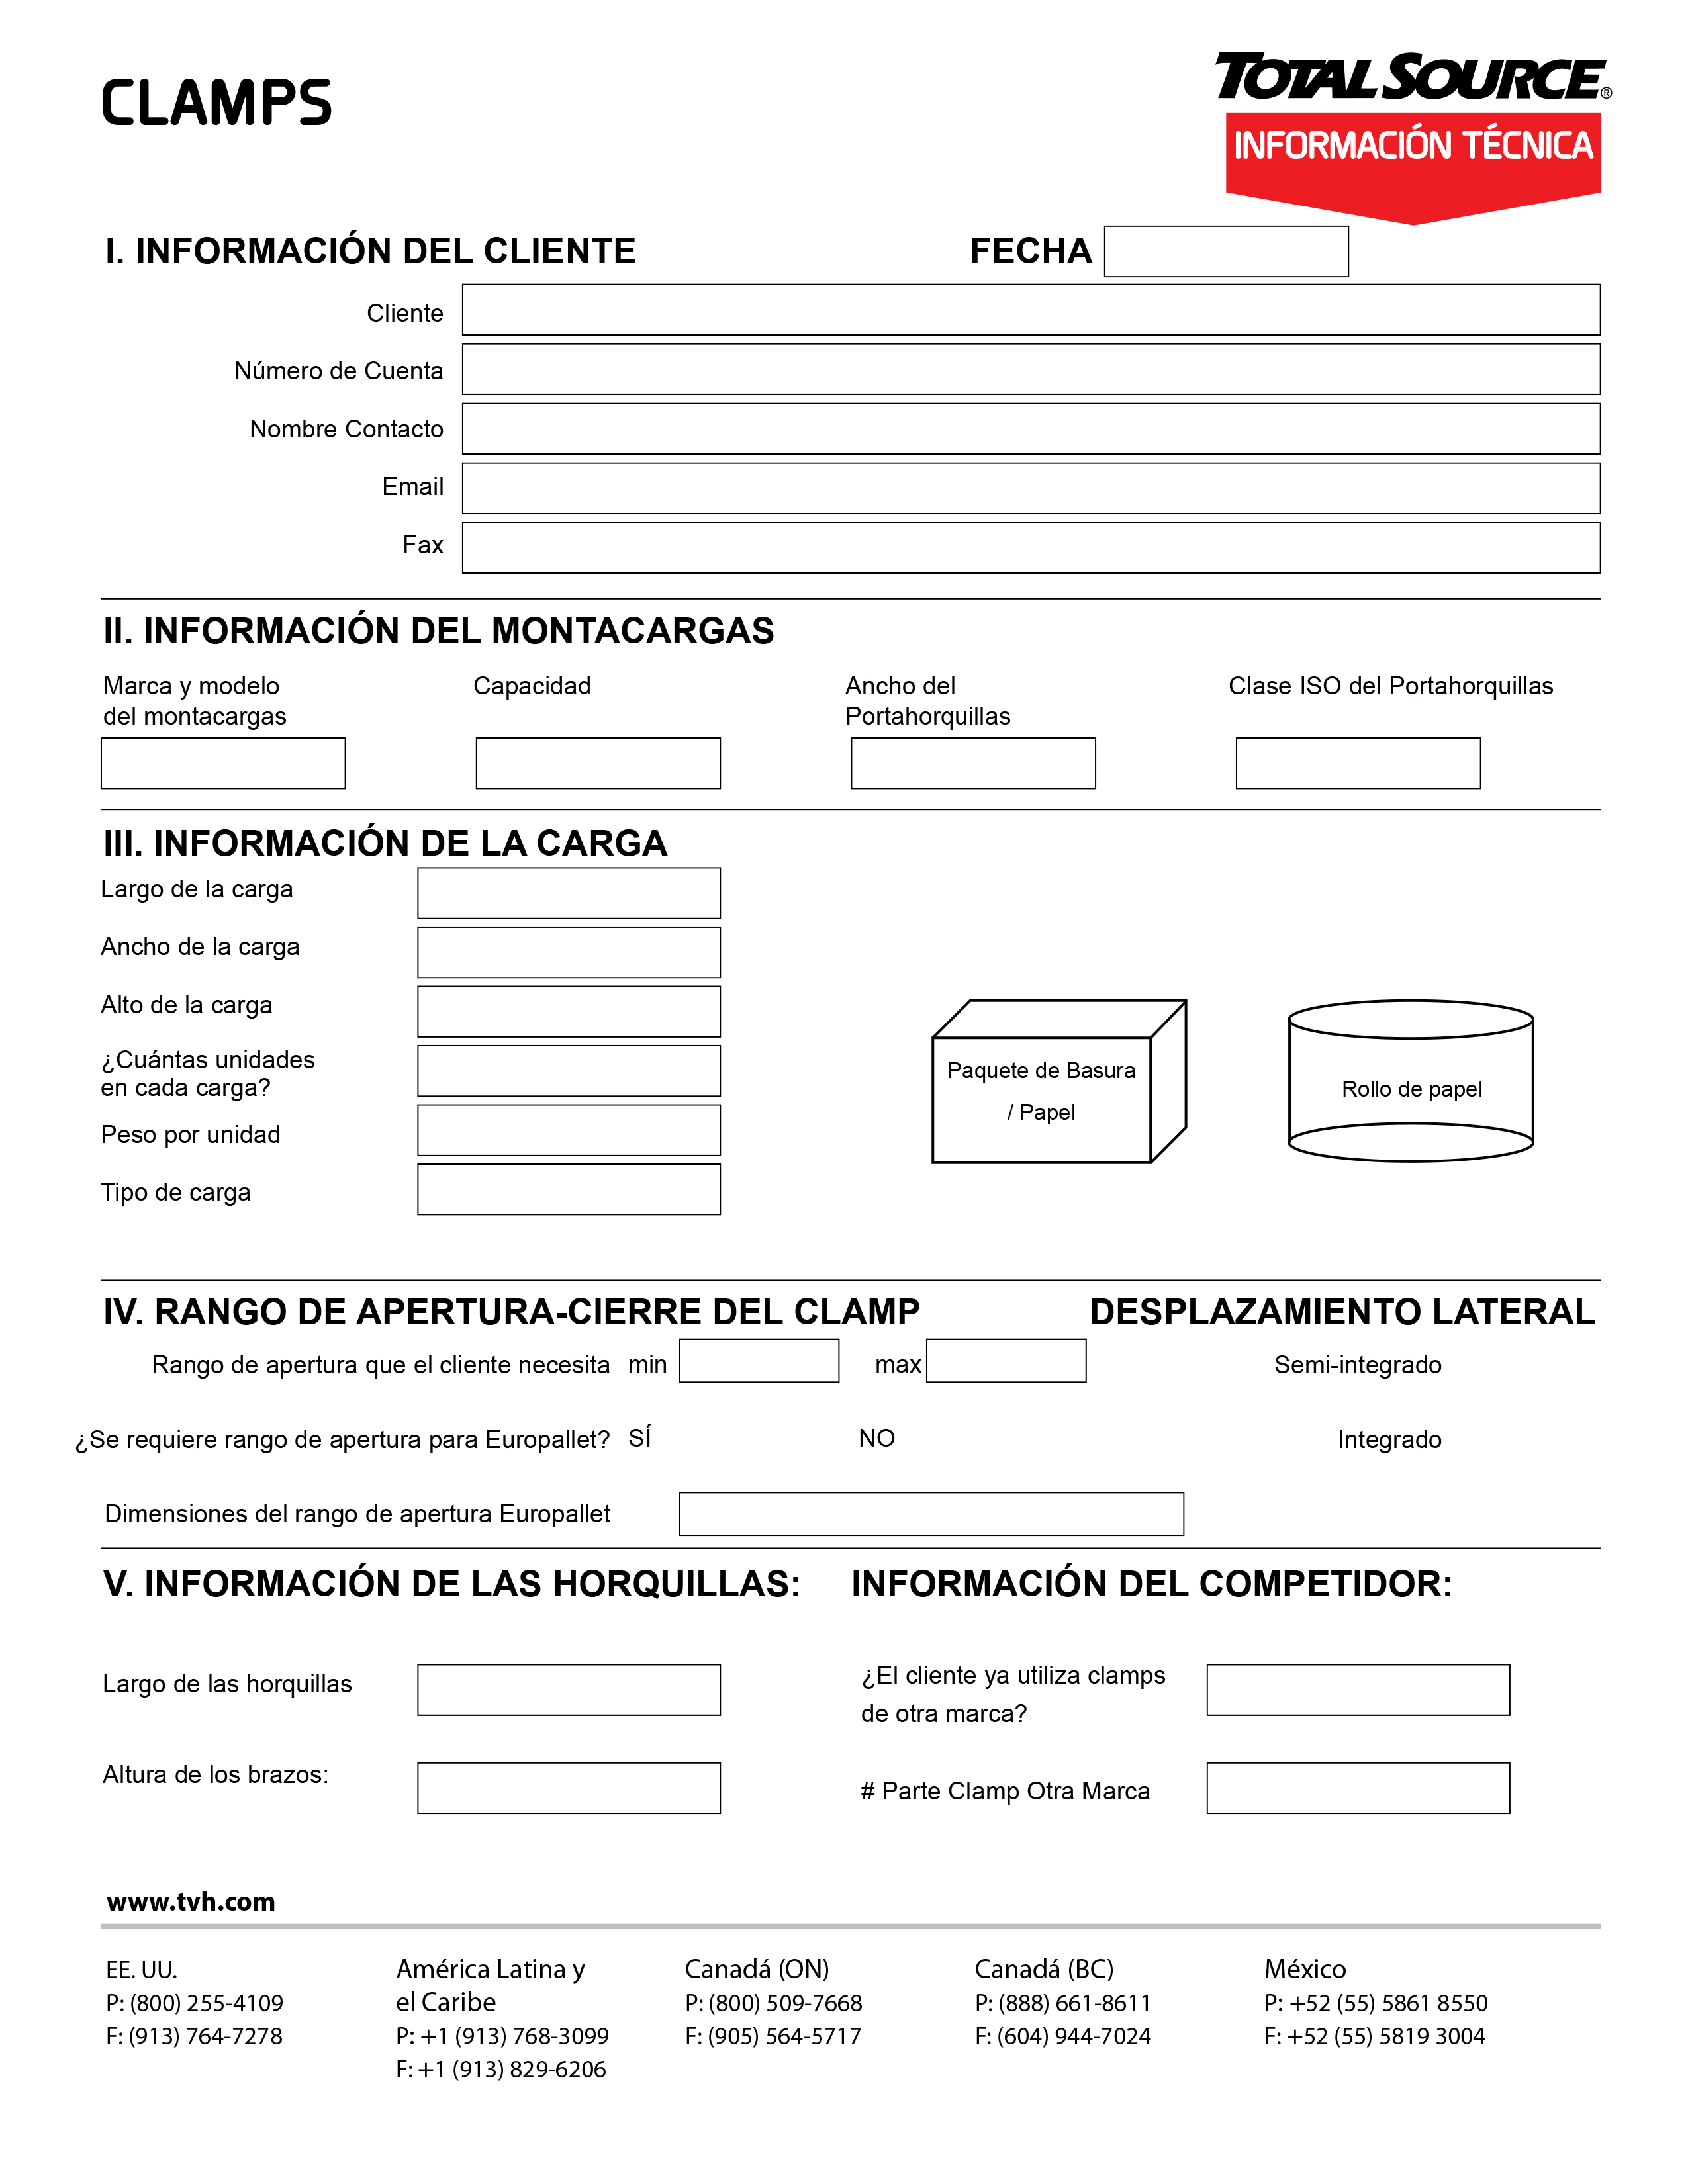 CLAMPS
TOTALSOURCE®
INFORMACIÓN TÉCNICA
I. INFORMACIÓN DEL CLIENTE
FECHA
Cliente
Número de Cuenta
Nombre Contacto
Email
Fax
II. INFORMACIÓN DEL MONTACARGAS
Marca y modelo
del montacargas
Capacidad
Ancho del
Portahorquillas
Clase ISO del Portahorquillas
III. INFORMACIÓN DE LA CARGA
Largo de la carga
Ancho de la carga
Alto de la carga
¿Cuántas unidades
en cada carga?
Peso por unidad
Tipo de carga
Paquete de Basura
/ Papel
Rollo de papel
IV. RANGO DE APERTURA-CIERRE DEL CLAMP
DESPLAZAMIENTO LATERAL
Rango de apertura que el cliente necesita min max
Semi-integrado
¿Se requiere rango de apertura para Europallet? SÍ NO
Integrado
Dimensiones del rango de apertura Europallet
V. INFORMACIÓN DE LAS HORQUILLAS:
INFORMACIÓN DEL COMPETIDOR:
Largo de las horquillas
¿El cliente ya utiliza clamps
de otra marca?
Altura de los brazos:
# Parte Clamp Otra Marca
www.tvh.com
EE. UU.
P: (800) 255-4109
F: (913) 764-7278
América Latina y
el Caribe
P: +1 (913) 768-3099
F: +1 (913) 829-6206
Canadá (ON)
P: (800) 509-7668
F: (905) 564-5717
Canadá (BC)
P: (888) 661-8611
F: (604) 944-7024
México
P: +52 (55) 5861 8550
F: +52 (55) 5819 3004